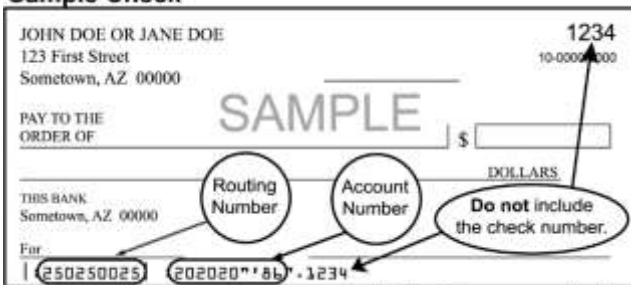 Sample Check
JOHN DOE OR JANE DOE
1234
123 First Street
Sometown, AZ 00000
PAY TO THE
ORDER OF
SAMPLE
$
DOLLARS
THIS BANK
Sometown, AZ 00000
Routing
Number
Account
Number
Do not include
the check number.
For
250250025
202020"'86".1234